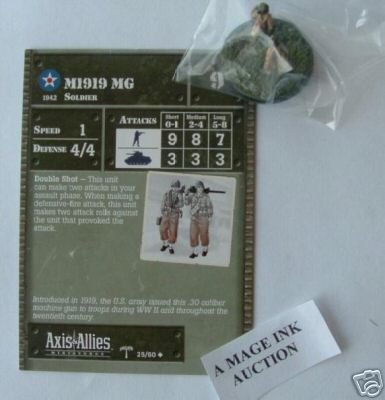 M1919 MG
9
1942 SOLDIER
SPEED 1
DEFENSE 4/4
ATTACKS Short 0-1 Medium 2-4 Long 5-8
9 8 7
3 3 3
Double Shot — This unit
can make two attacks in your
assault phase. When making a
defensive-fire attack, this unit
makes two attack rolls against
the unit that provoked the
attack.
Introduced in 1919, the U.S. army issued this .30 caliber
machine gun to troops during WW II and throughout the
twentieth century.
Axis & Allies
MINIATURES
25/60
A MAGE INK
AUCTION